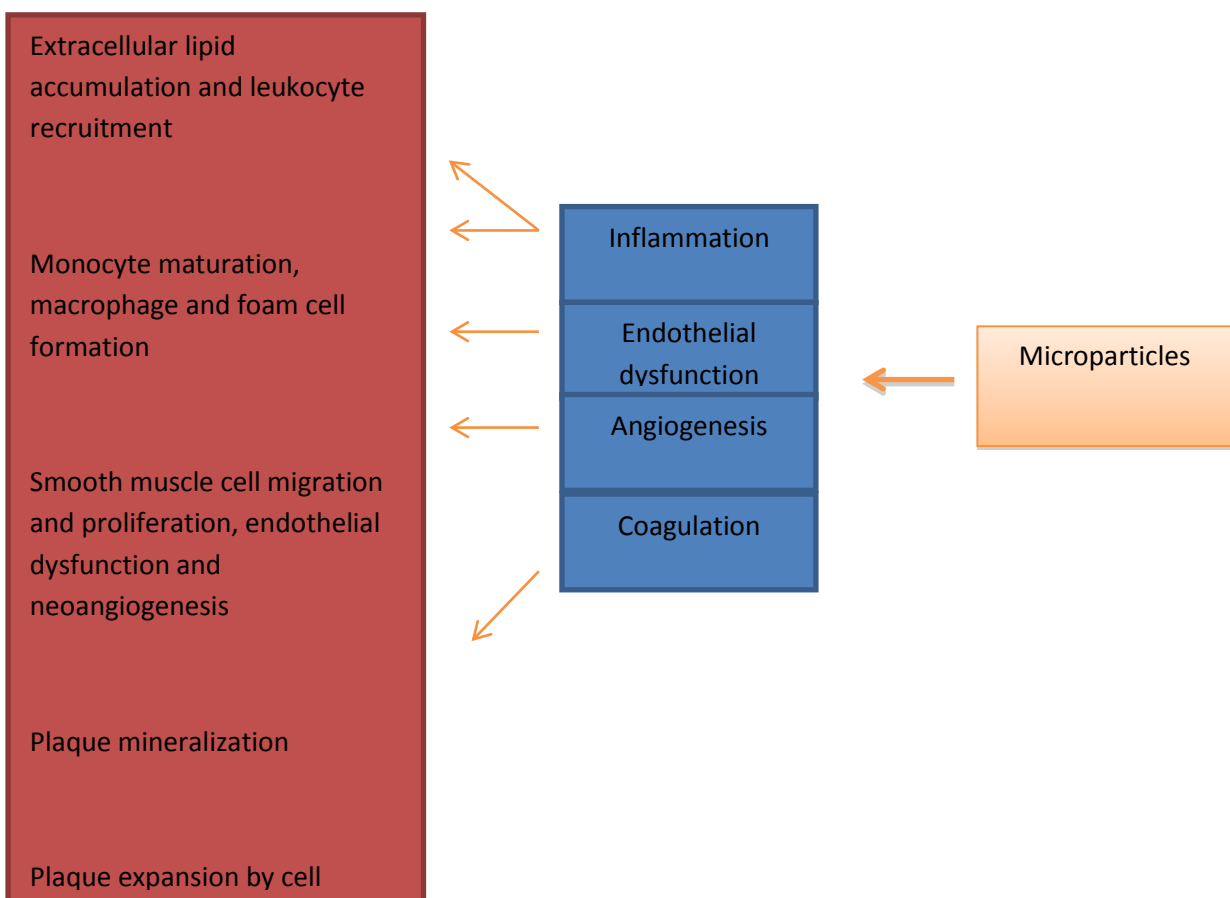 Extracellular lipid
accumulation and leukocyte
recruitment
Monocyte maturation,
macrophage and foam cell
formation
Smooth muscle cell migration
and proliferation, endothelial
dysfunction and
neoangiogenesis
Plaque mineralization
Plaque expansion by cell
Inflammation
Endothelial
dysfunction
Angiogenesis
Coagulation
Microparticles